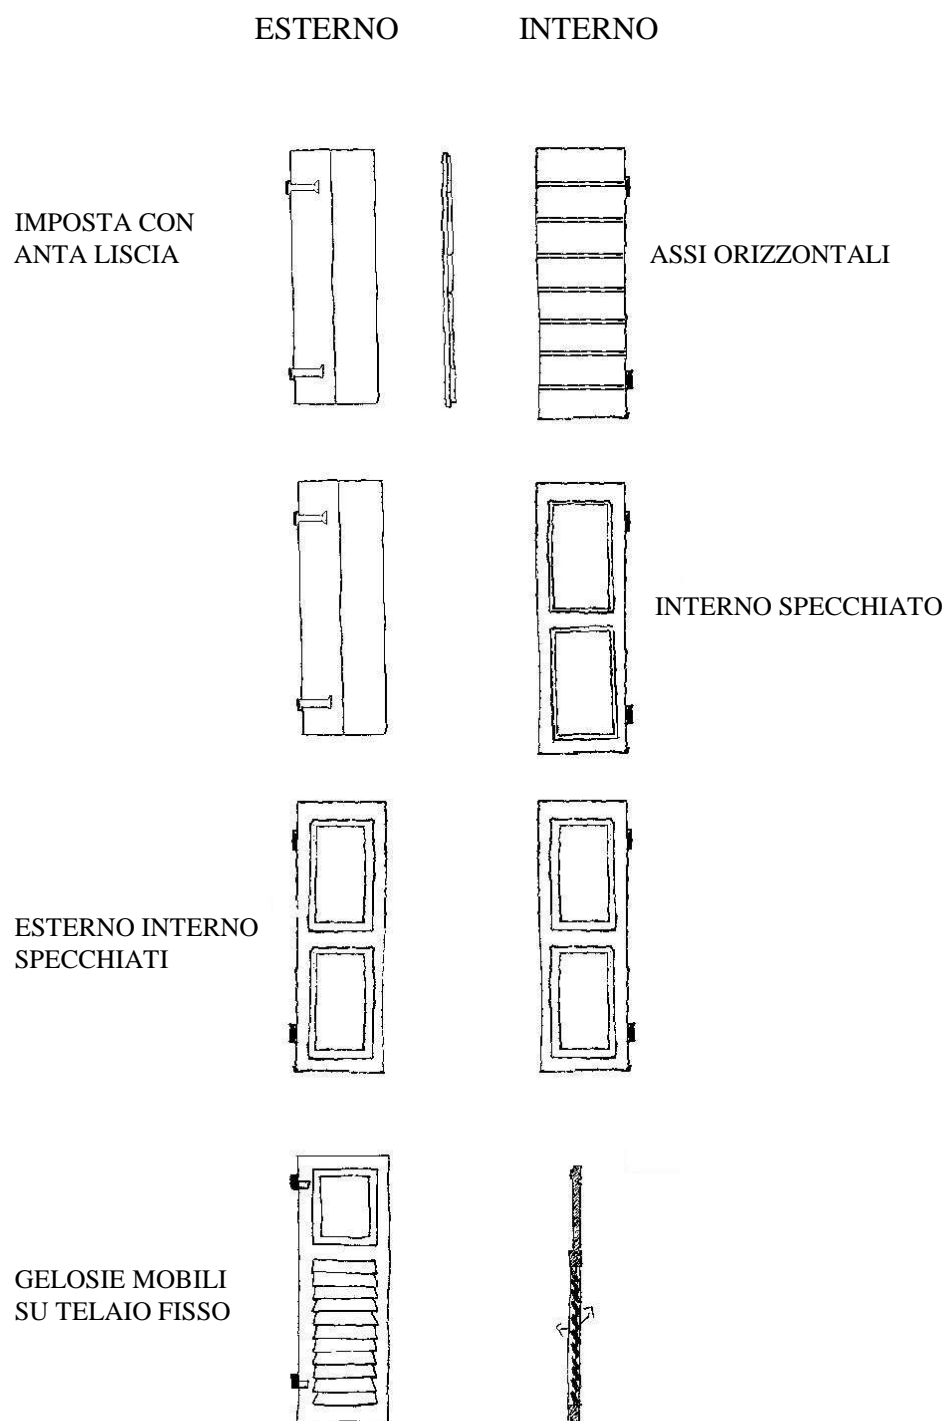 ESTERNO INTERNO
IMPOSTA CON
ANTA LISCIA
ASSI ORIZZONTALI
INTERNO SPECCHIATO
ESTERNO INTERNO
SPECCHIATI
GELOSIE MOBILI
SU TELAIO FISSO